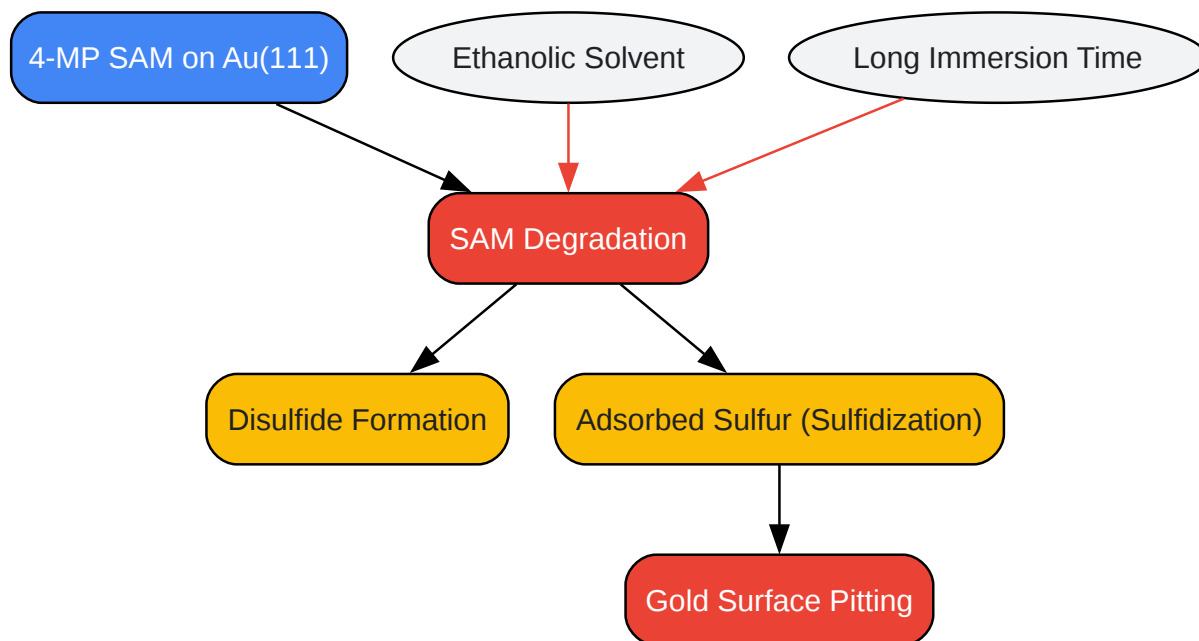 4-MP SAM on Au(111)
Ethanolic Solvent
Long Immersion Time
SAM Degradation
Disulfide Formation
Adsorbed Sulfur (Sulfidization)
Gold Surface Pitting